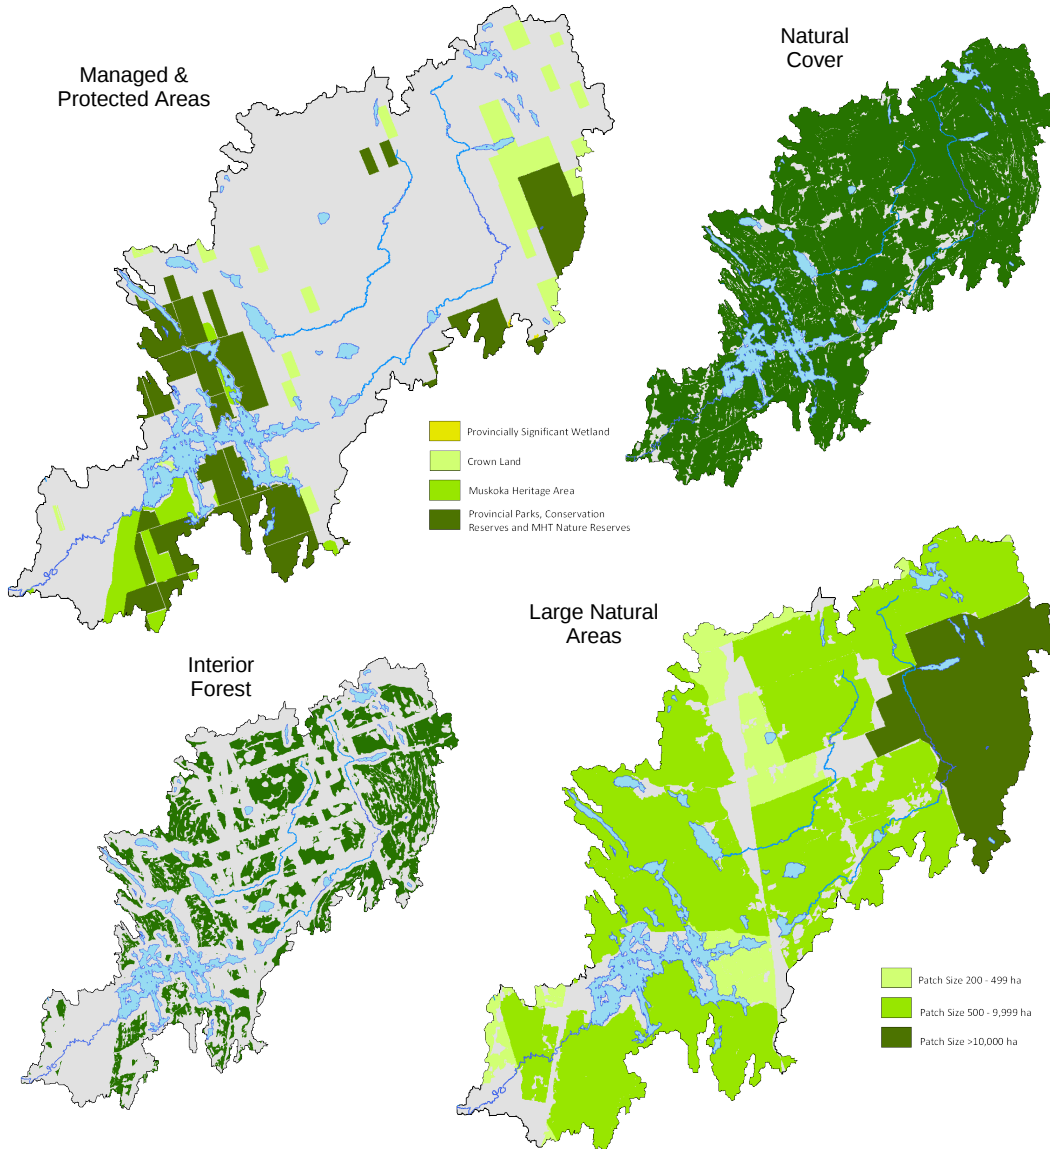 Managed &
Protected Areas
Natural
Cover
Provincially Significant Wetland
Crown Land
Muskoka Heritage Area
Provincial Parks, Conservation
Reserves and MHT Nature Reserves
Large Natural
Areas
Interior
Forest
Patch Size 200 - 499 ha
Patch Size 500 - 9,999 ha
Patch Size >10,000 ha